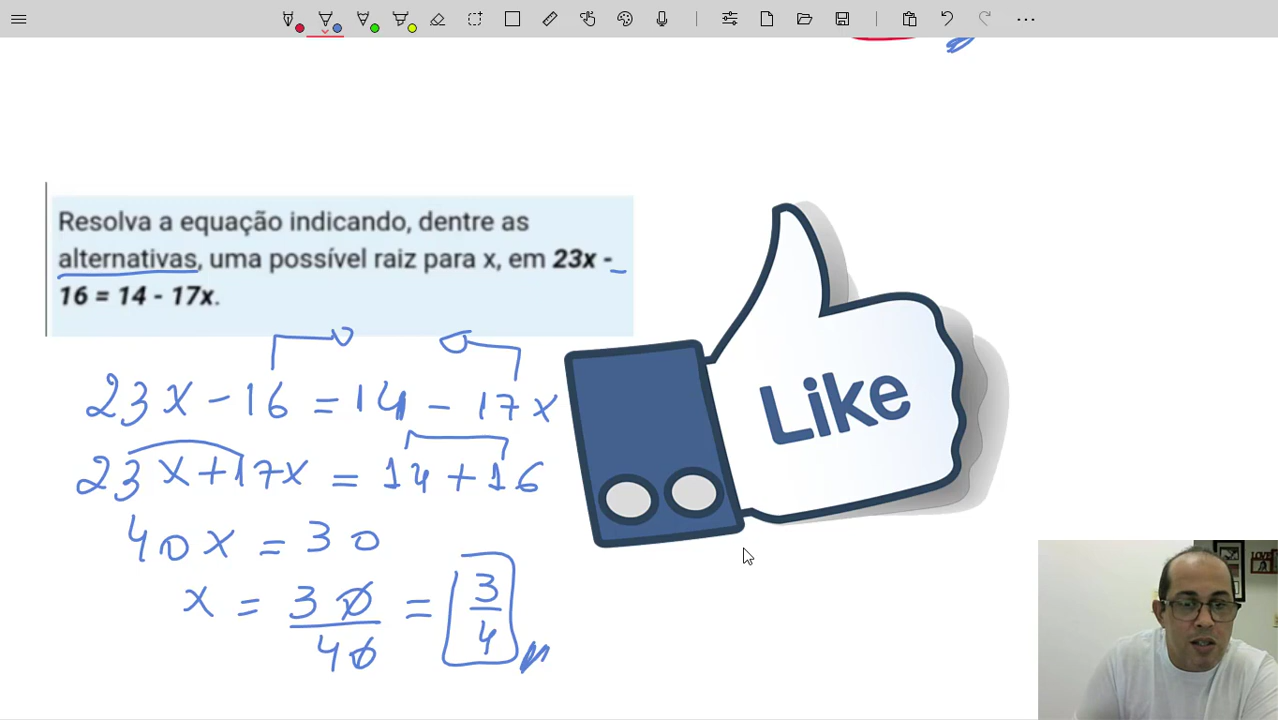 Resolva a equação indicando, dentre as
alternativas, uma possível raiz para x, em 23x -
16 = 14 - 17x.
23x - 16 = 14 - 17x
23x + 17x = 14 + 16
40x = 30
x = 30/40 = 3/4
Like
LOVE